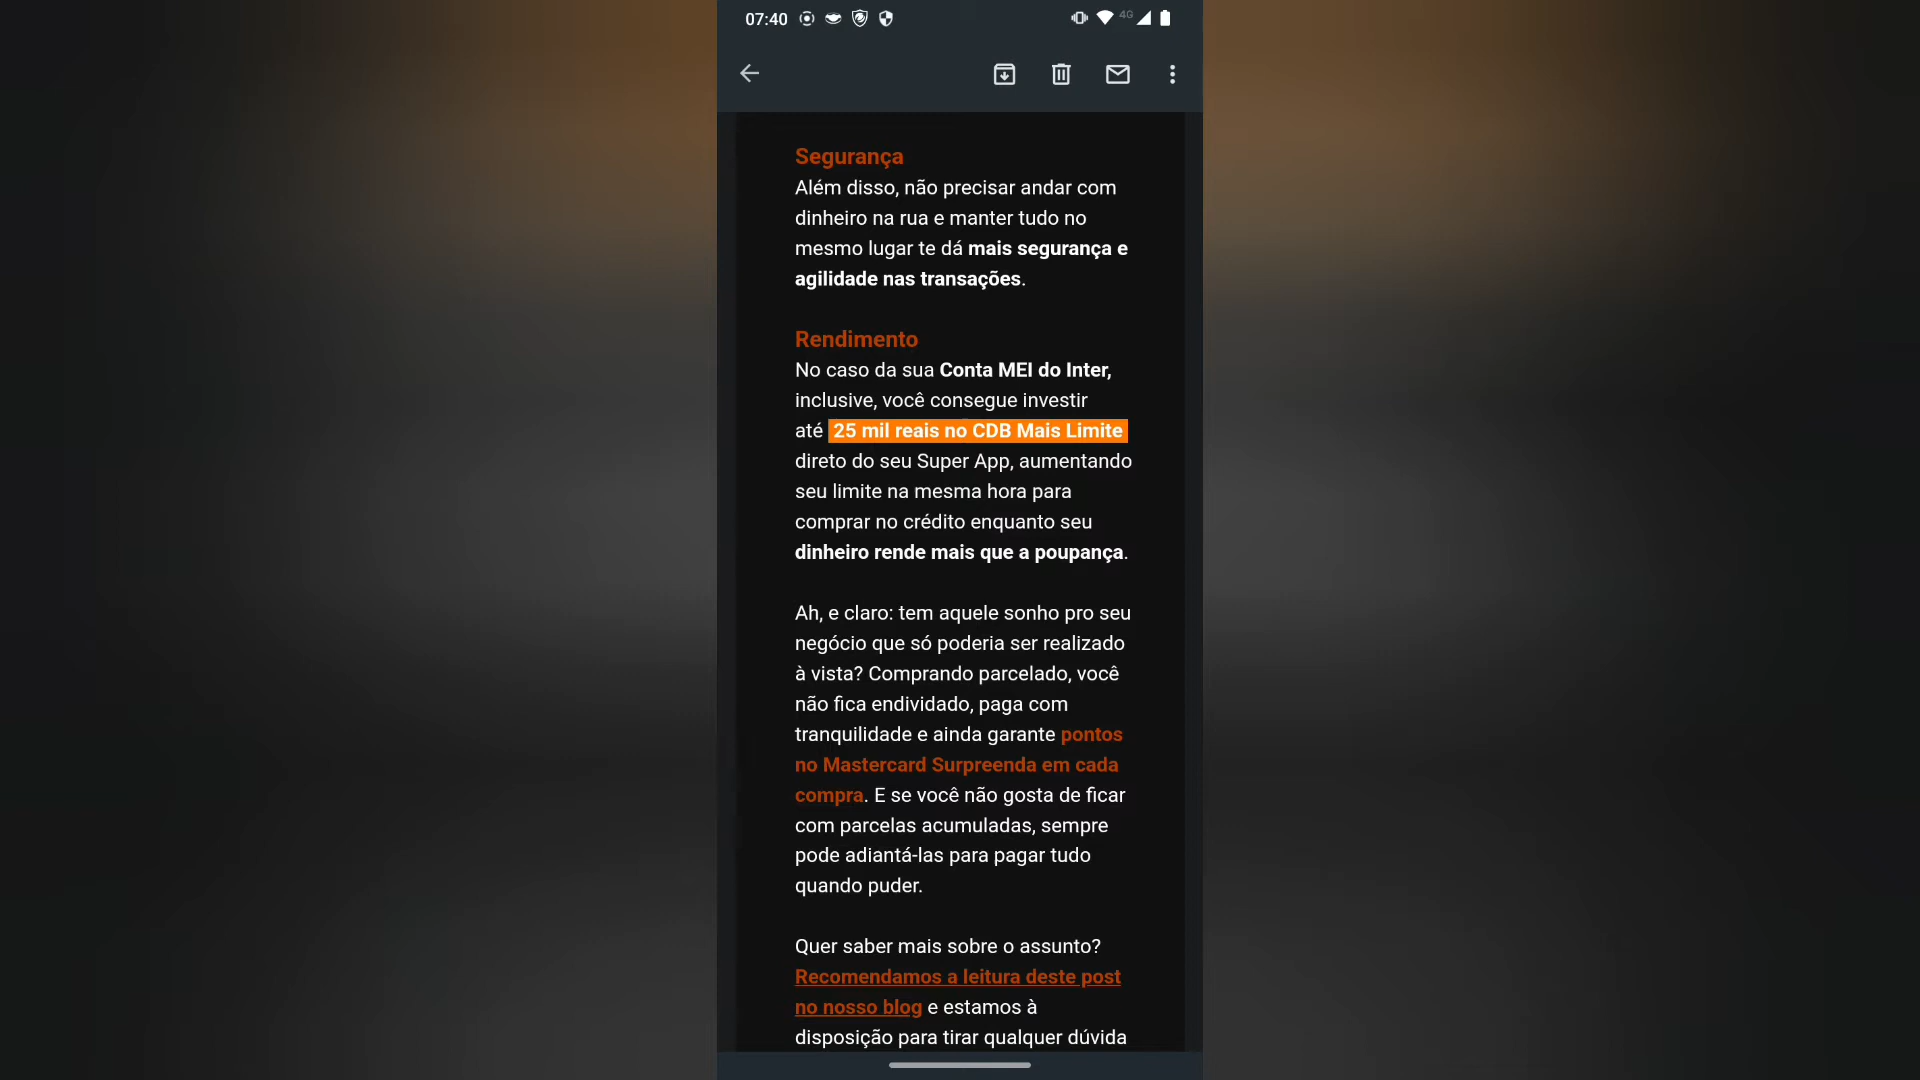 07:40
4G
Segurança
Além disso, não precisar andar com
dinheiro na rua e manter tudo no
mesmo lugar te dá mais segurança e
agilidade nas transações.
Rendimento
No caso da sua Conta MEI do Inter,
inclusive, você consegue investir
até 25 mil reais no CDB Mais Limite
direto do seu Super App, aumentando
seu limite na mesma hora para
comprar no crédito enquanto seu
dinheiro rende mais que a poupança.
Ah, e claro: tem aquele sonho pro seu
negócio que só poderia ser realizado
à vista? Comprando parcelado, você
não fica endividado, paga com
tranquilidade e ainda garante pontos
no Mastercard Surpreenda em cada
compra. E se você não gosta de ficar
com parcelas acumuladas, sempre
pode adiantá-las para pagar tudo
quando puder.
Quer saber mais sobre o assunto?
Recomendamos a leitura deste post
no nosso blog e estamos à
disposição para tirar qualquer dúvida